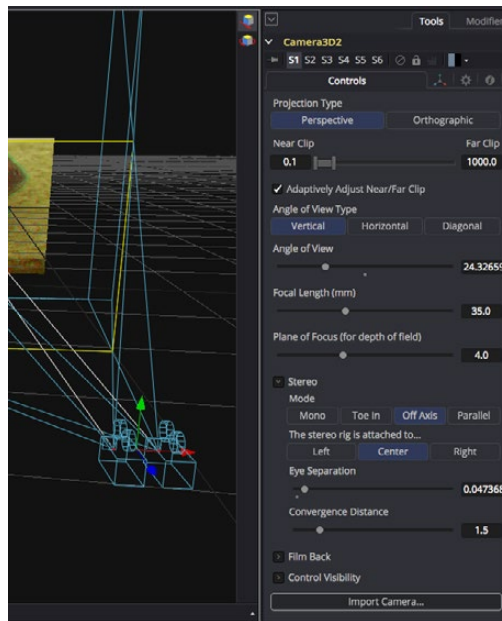 Tools Modifier
Camera3D2
S1 S2 S3 S4 S5 S6
Controls
Projection Type
Perspective Orthographic
Near Clip Far Clip
0.1 1000.0
Adaptively Adjust Near/Far Clip
Angle of View Type
Vertical Horizontal Diagonal
Angle of View
24.32659
Focal Length (mm)
35.0
Plane of Focus (for depth of field)
4.0
Stereo
Mode
Mono Toe In Off Axis Parallel
The stereo rig is attached to...
Left Center Right
Eye Separation
0.047368
Convergence Distance
1.5
Film Back
Control Visibility
Import Camera...